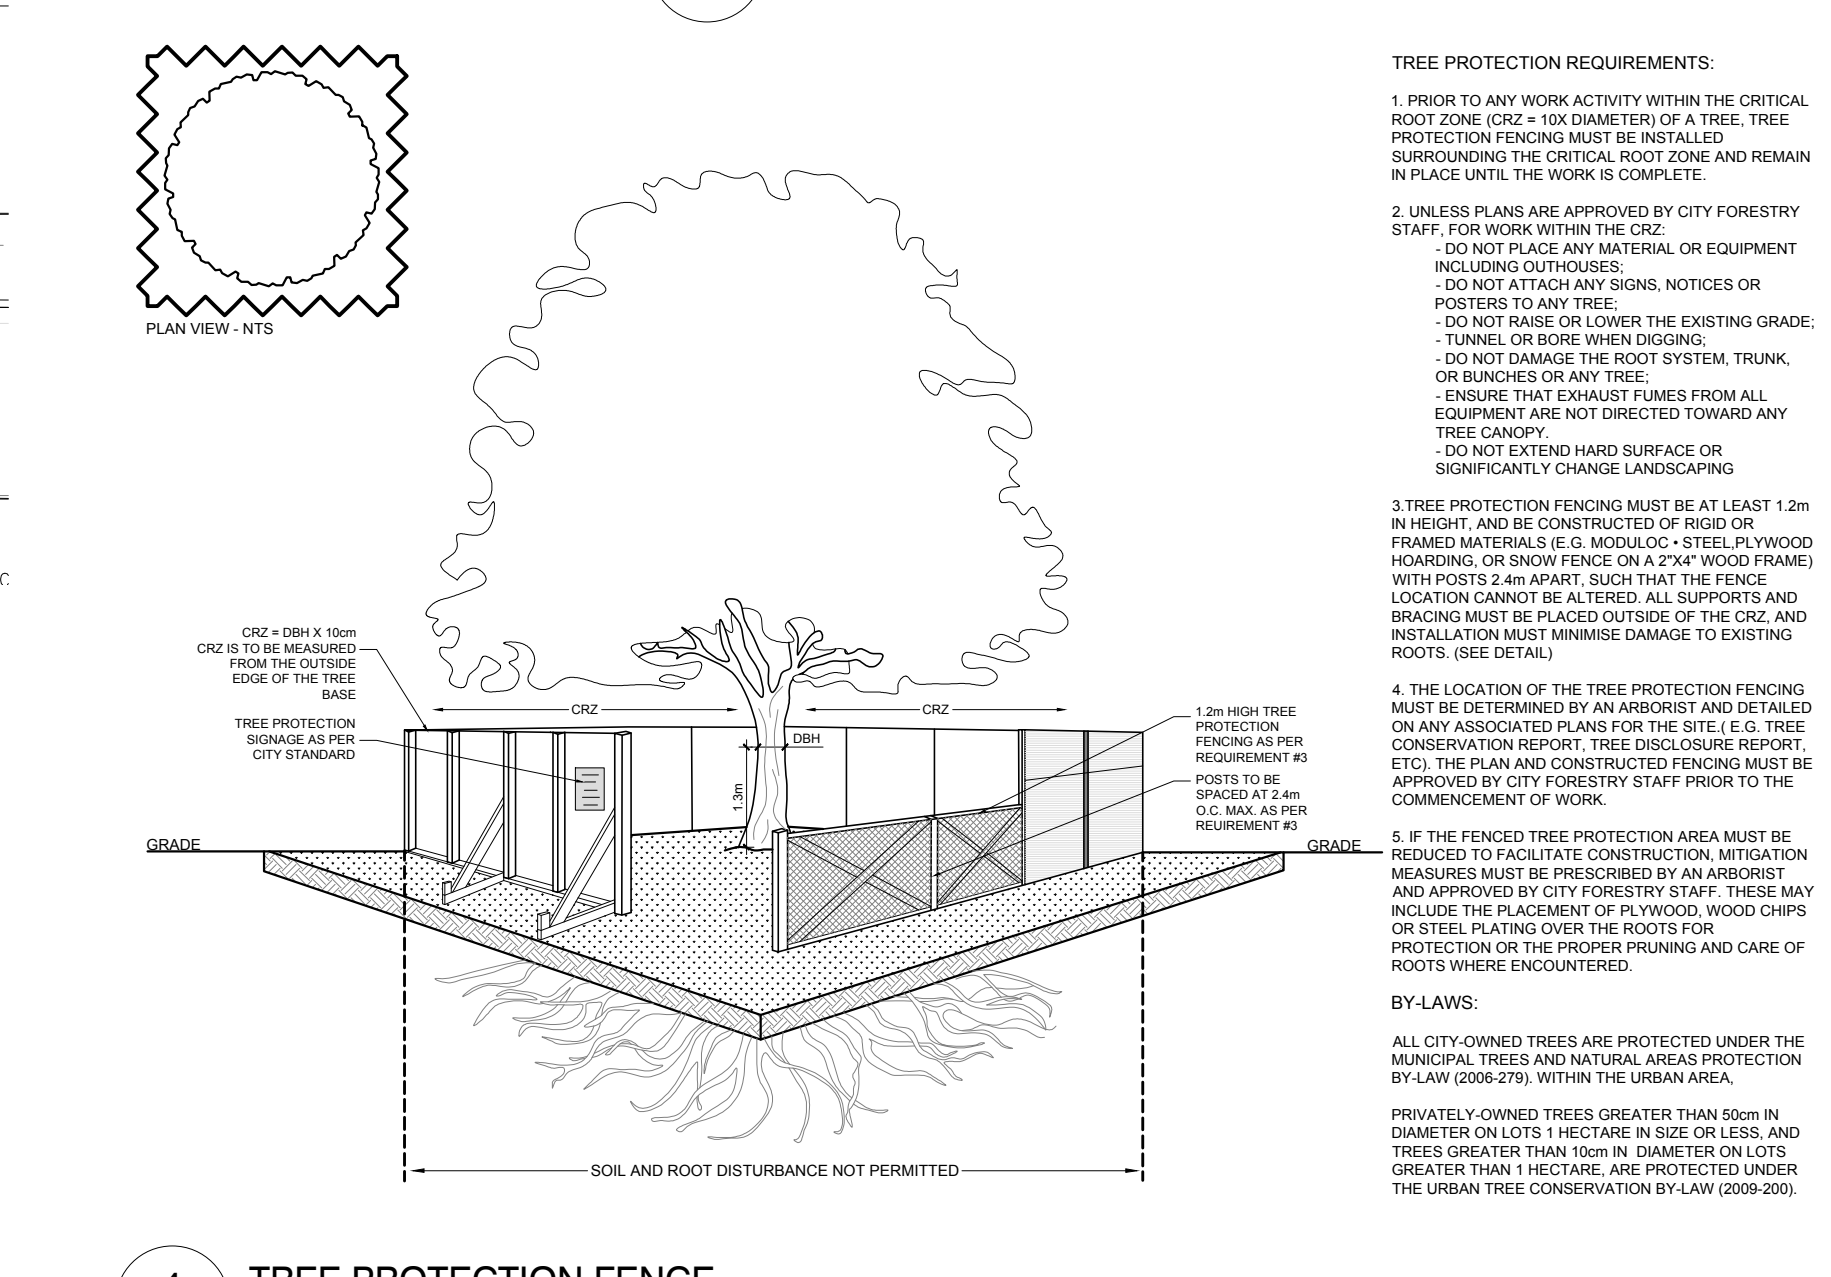 PLAN VIEW - NTS
CRZ = DBH X 10cm
CRZ IS TO BE MEASURED
FROM THE OUTSIDE
EDGE OF THE TREE
BASE
TREE PROTECTION
SIGNAGE AS PER
CITY STANDARD
CRZ
CRZ
DBH
1.3m
1.2m HIGH TREE
PROTECTION
FENCING AS PER
REQUIREMENT #3
POSTS TO BE
SPACED AT 2.4m
O.C. MAX. AS PER
REUIREMENT #3
GRADE
GRADE
SOIL AND ROOT DISTURBANCE NOT PERMITTED
TREE PROTECTION FENCE
TREE PROTECTION REQUIREMENTS:
1. PRIOR TO ANY WORK ACTIVITY WITHIN THE CRITICAL
ROOT ZONE (CRZ = 10X DIAMETER) OF A TREE, TREE
PROTECTION FENCING MUST BE INSTALLED
SURROUNDING THE CRITICAL ROOT ZONE AND REMAIN
IN PLACE UNTIL THE WORK IS COMPLETE.
2. UNLESS PLANS ARE APPROVED BY CITY FORESTRY
STAFF, FOR WORK WITHIN THE CRZ:
- DO NOT PLACE ANY MATERIAL OR EQUIPMENT
INCLUDING OUTHOUSES;
- DO NOT ATTACH ANY SIGNS, NOTICES OR
POSTERS TO ANY TREE;
- DO NOT RAISE OR LOWER THE EXISTING GRADE;
- TUNNEL OR BORE WHEN DIGGING;
- DO NOT DAMAGE THE ROOT SYSTEM, TRUNK,
OR BUNCHES OR ANY TREE;
- ENSURE THAT EXHAUST FUMES FROM ALL
EQUIPMENT ARE NOT DIRECTED TOWARD ANY
TREE CANOPY.
- DO NOT EXTEND HARD SURFACE OR
SIGNIFICANTLY CHANGE LANDSCAPING
3.TREE PROTECTION FENCING MUST BE AT LEAST 1.2m
IN HEIGHT, AND BE CONSTRUCTED OF RIGID OR
FRAMED MATERIALS (E.G. MODULOC • STEEL,PLYWOOD
HOARDING, OR SNOW FENCE ON A 2"X4" WOOD FRAME)
WITH POSTS 2.4m APART, SUCH THAT THE FENCE
LOCATION CANNOT BE ALTERED. ALL SUPPORTS AND
BRACING MUST BE PLACED OUTSIDE OF THE CRZ, AND
INSTALLATION MUST MINIMISE DAMAGE TO EXISTING
ROOTS. (SEE DETAIL)
4. THE LOCATION OF THE TREE PROTECTION FENCING
MUST BE DETERMINED BY AN ARBORIST AND DETAILED
ON ANY ASSOCIATED PLANS FOR THE SITE.( E.G. TREE
CONSERVATION REPORT, TREE DISCLOSURE REPORT,
ETC). THE PLAN AND CONSTRUCTED FENCING MUST BE
APPROVED BY CITY FORESTRY STAFF PRIOR TO THE
COMMENCEMENT OF WORK.
5. IF THE FENCED TREE PROTECTION AREA MUST BE
REDUCED TO FACILITATE CONSTRUCTION, MITIGATION
MEASURES MUST BE PRESCRIBED BY AN ARBORIST
AND APPROVED BY CITY FORESTRY STAFF. THESE MAY
INCLUDE THE PLACEMENT OF PLYWOOD, WOOD CHIPS
OR STEEL PLATING OVER THE ROOTS FOR
PROTECTION OR THE PROPER PRUNING AND CARE OF
ROOTS WHERE ENCOUNTERED.
BY-LAWS:
ALL CITY-OWNED TREES ARE PROTECTED UNDER THE
MUNICIPAL TREES AND NATURAL AREAS PROTECTION
BY-LAW (2006-279). WITHIN THE URBAN AREA,
PRIVATELY-OWNED TREES GREATER THAN 50cm IN
DIAMETER ON LOTS 1 HECTARE IN SIZE OR LESS, AND
TREES GREATER THAN 10cm IN  DIAMETER ON LOTS
GREATER THAN 1 HECTARE, ARE PROTECTED UNDER
THE URBAN TREE CONSERVATION BY-LAW (2009-200).